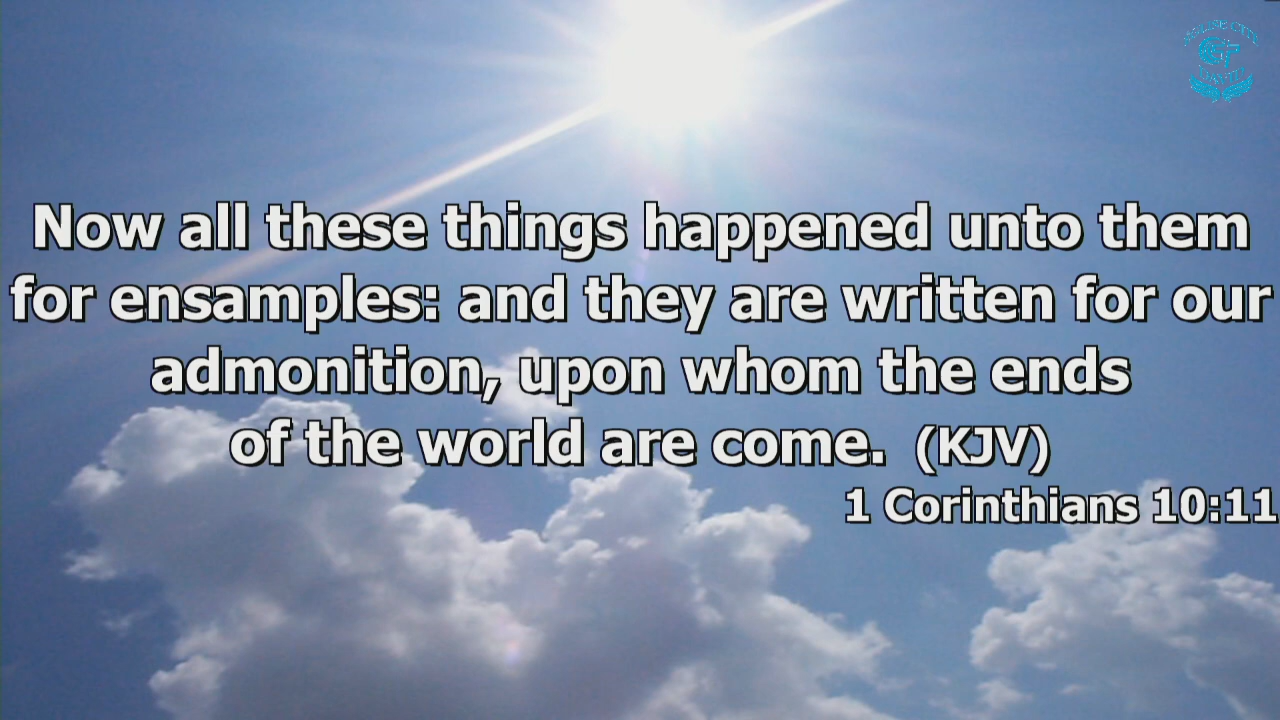 Now all these things happened unto them
for ensamples: and they are written for our
admonition, upon whom the ends
of the world are come. (KJV)
1 Corinthians 10:11